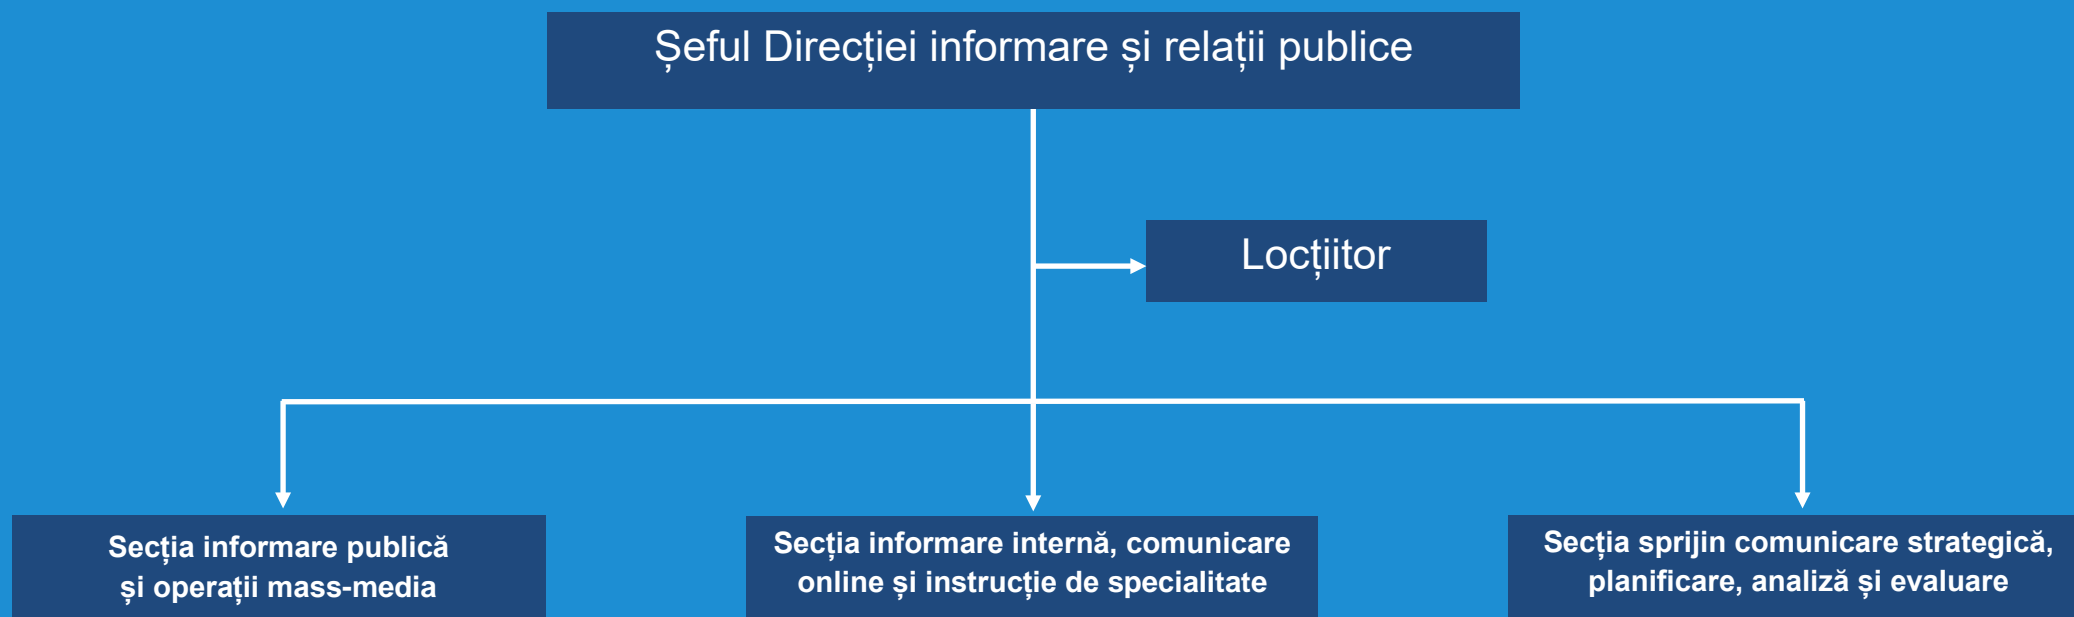 Șeful Direcției informare și relații publice
Locțiitor
Secția informare publică
și operații mass-media
Secția informare internă, comunicare
online și instrucție de specialitate
Secția sprijin comunicare strategică,
planificare, analiză și evaluare